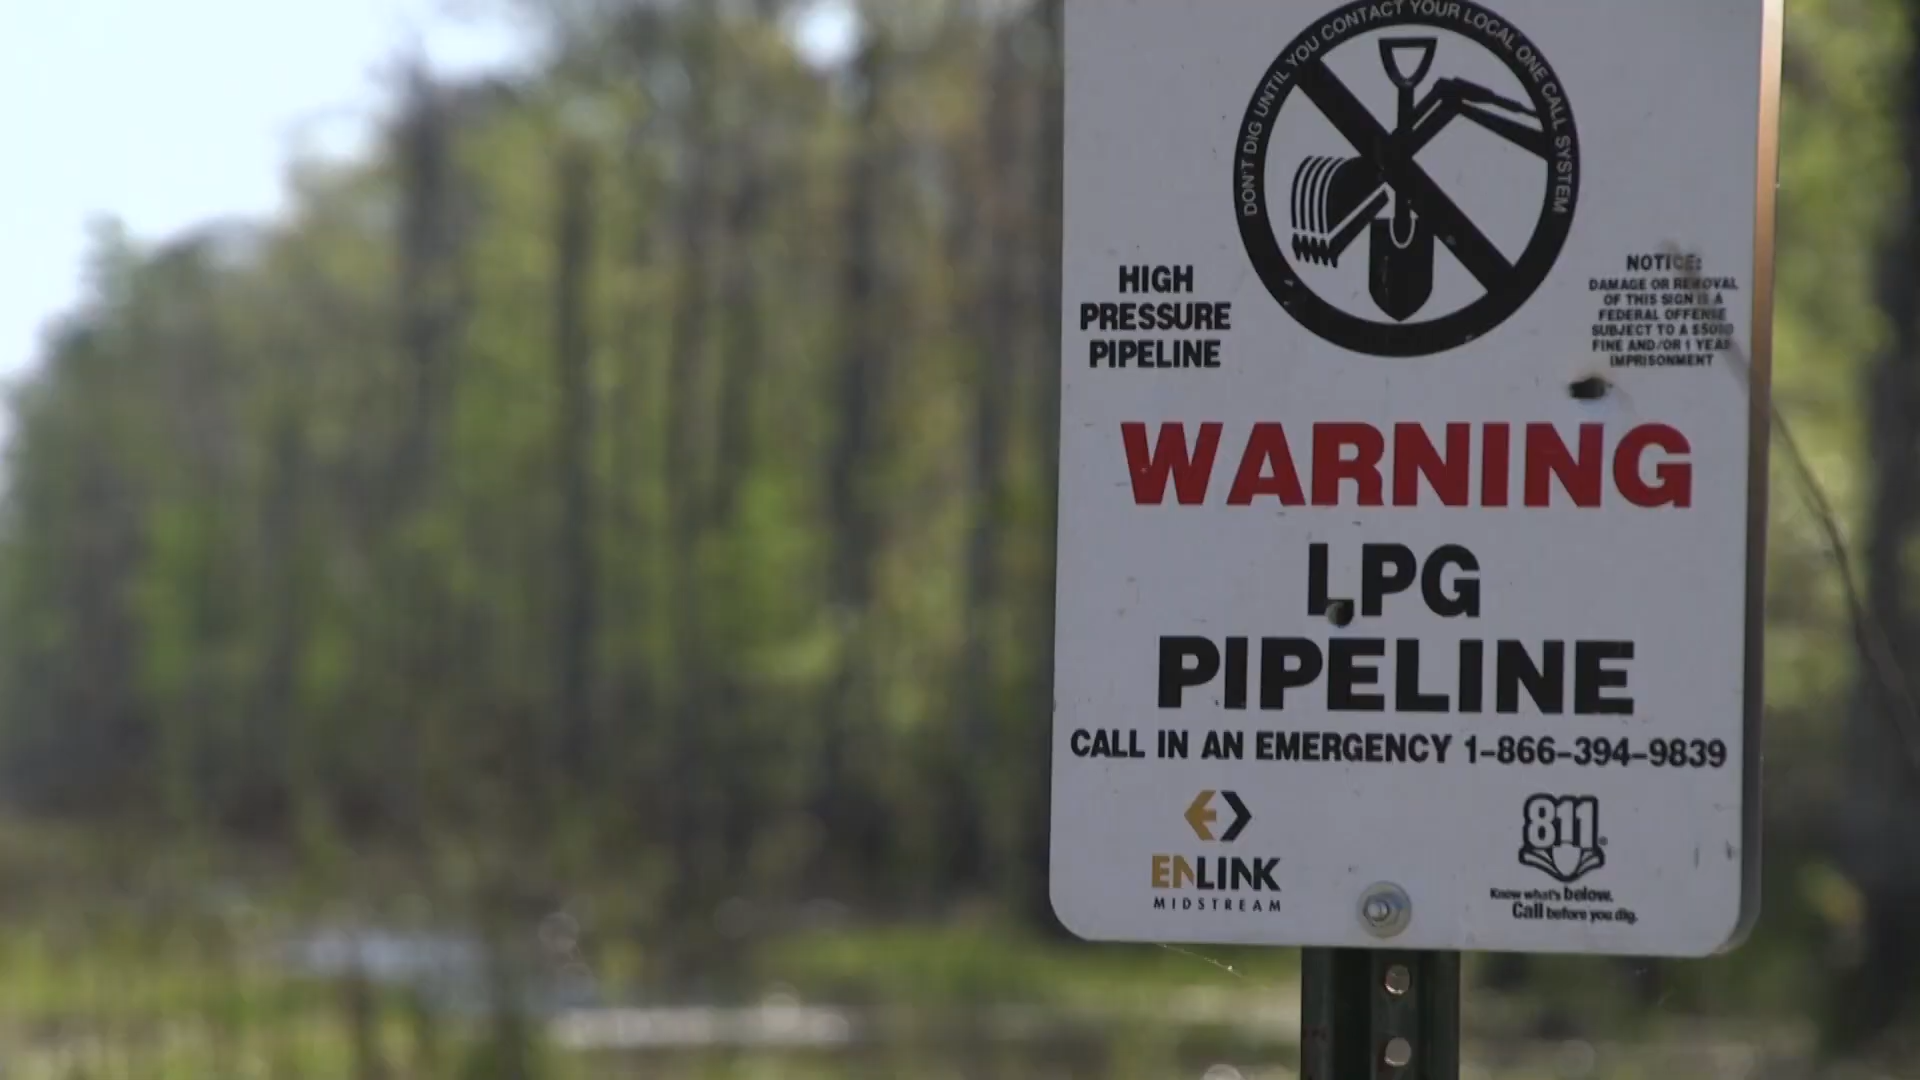 DON'T DIG UNTIL YOU CONTACT YOUR LOCAL ONE CALL SYSTEM
HIGH
PRESSURE
PIPELINE
NOTICE:
DAMAGE OR REMOVAL
OF THIS SIGN IS A
FEDERAL OFFENSE
SUBJECT TO A $5000
FINE AND/OR 1 YEAR
IMPRISONMENT
WARNING
LPG
PIPELINE
CALL IN AN EMERGENCY 1-866-394-9839
ENLINK
MIDSTREAM
811
Know what's below.
Call before you dig.